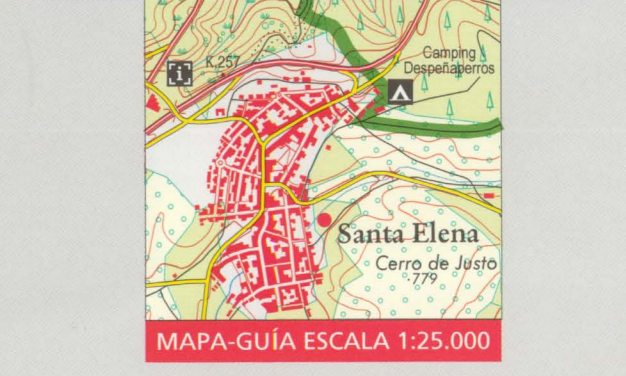 K.257
Camping
Despeñaperros
Santa Elena
Cerro de Justo
·779
MAPA-GUÍA ESCALA 1:25.000